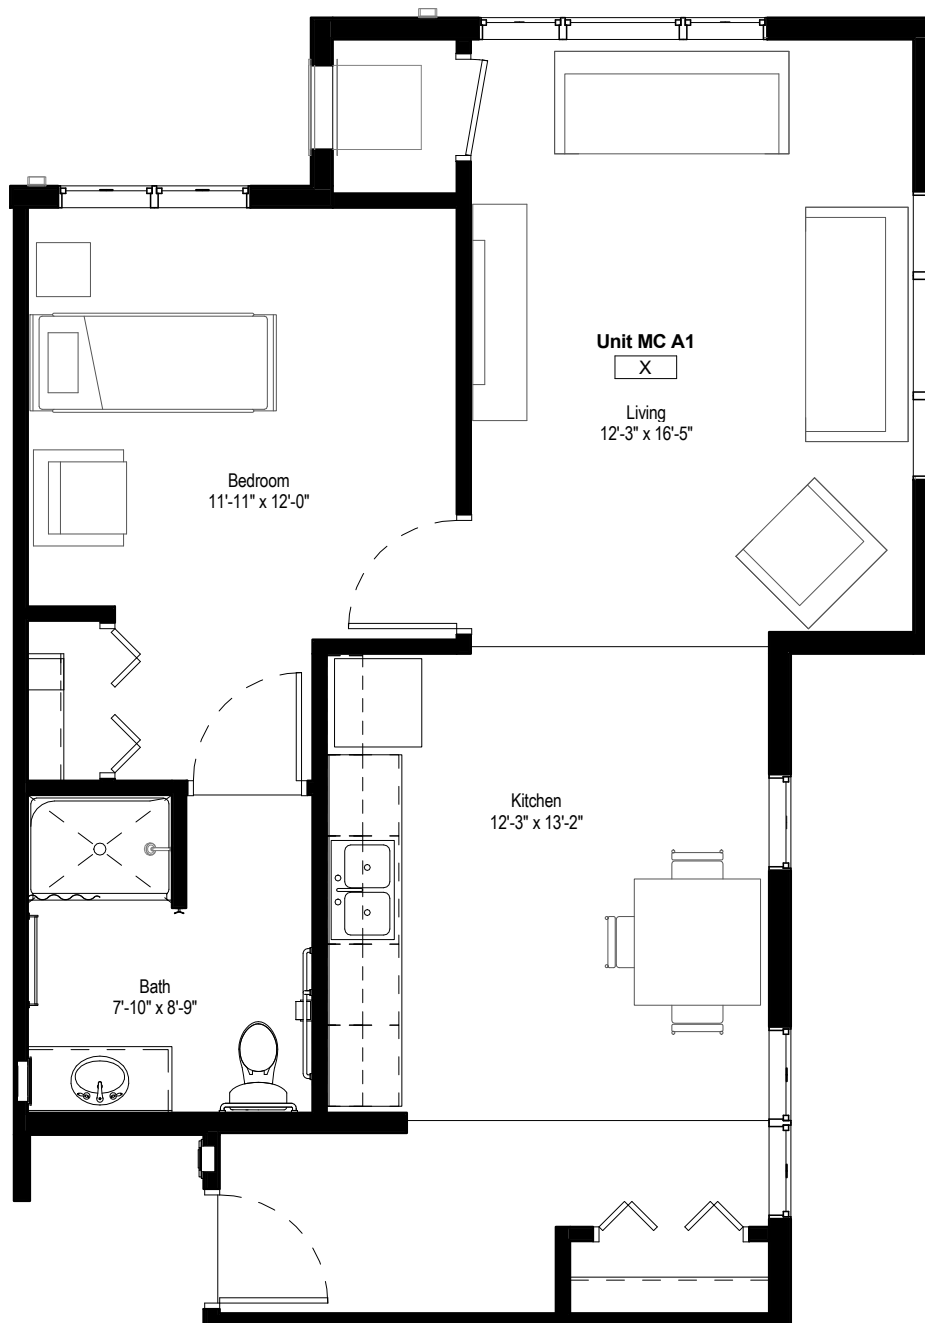 Unit MC A1
X
Living
12'-3" x 16'-5"
Bedroom
11'-11" x 12'-0"
Kitchen
12'-3" x 13'-2"
Bath
7'-10" x 8'-9"